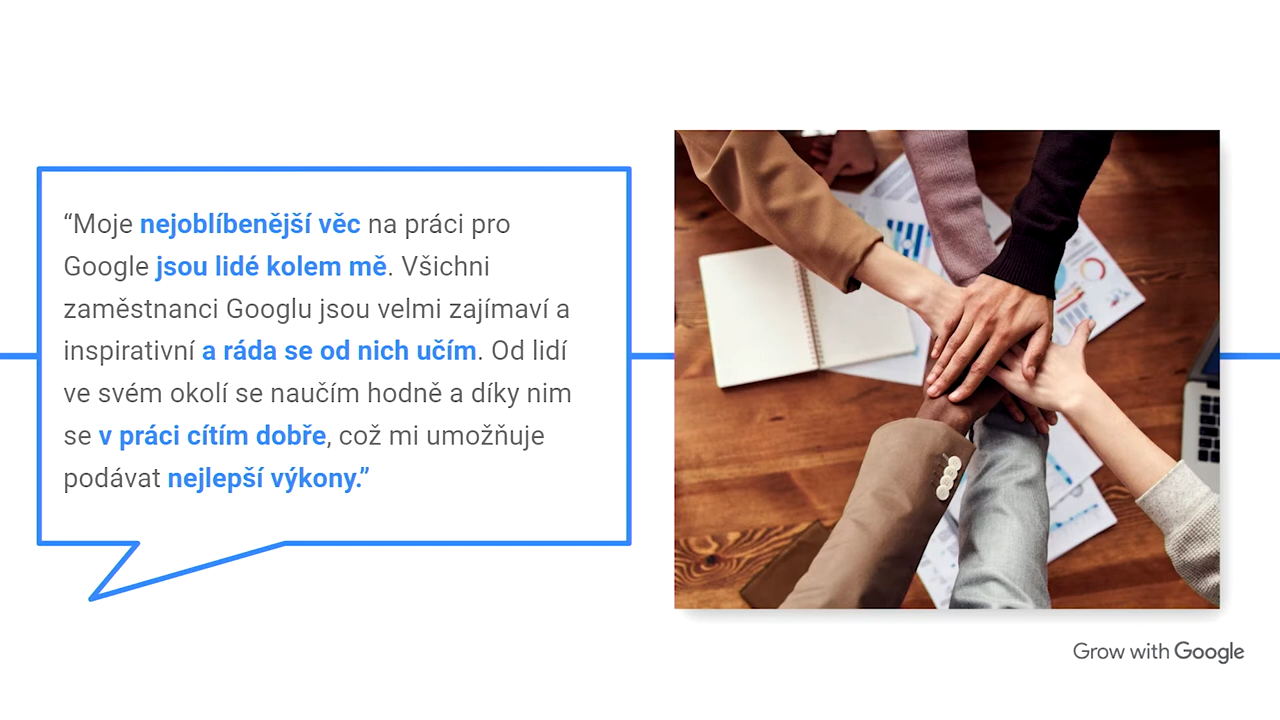 “Moje nejoblíbenější věc na práci pro
Google jsou lidé kolem mě. Všichni
zaměstnanci Googlu jsou velmi zajímaví a
inspirativní a ráda se od nich učím. Od lidí
ve svém okolí se naučím hodně a díky nim
se v práci cítím dobře, což mi umožňuje
podávat nejlepší výkony.”
Grow with Google